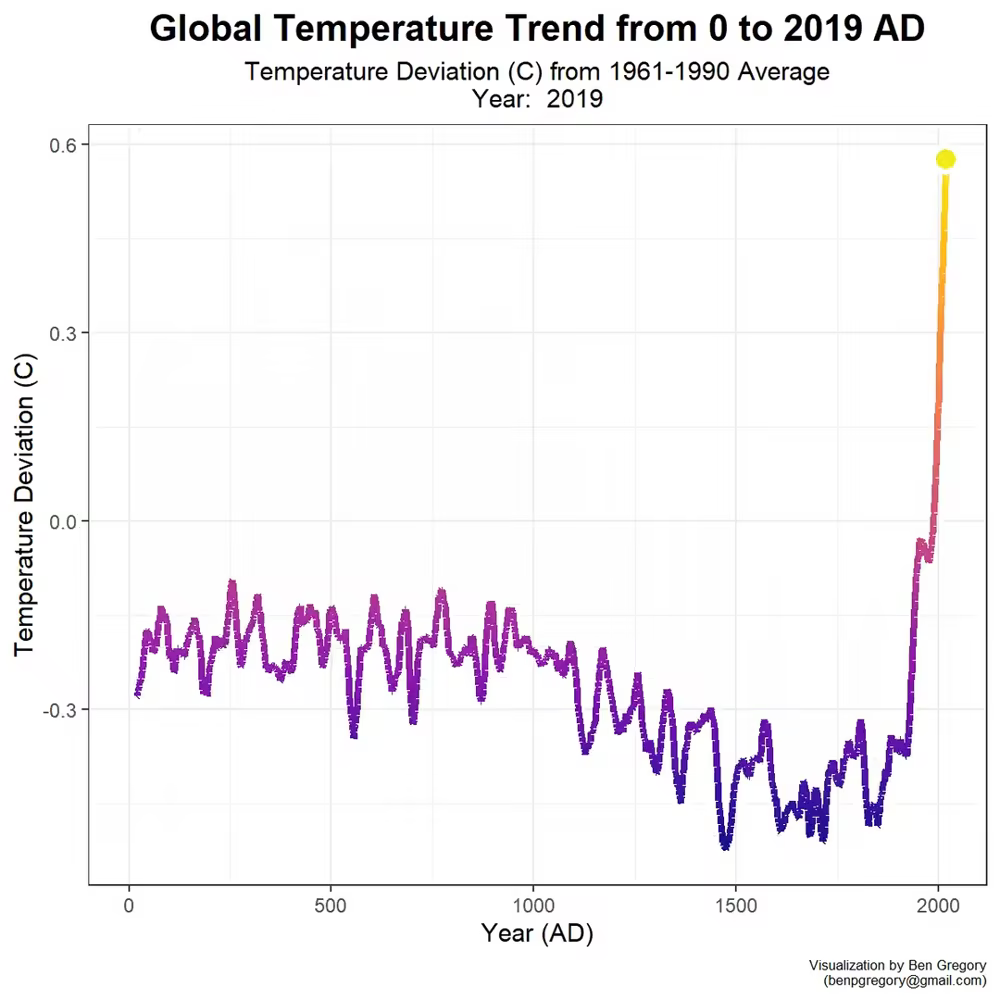 Global Temperature Trend from 0 to 2019 AD
Temperature Deviation (C) from 1961-1990 Average
Year:  2019
Temperature Deviation (C)
0.6
0.3
0.0
-0.3
0
500
1000
1500
2000
Year (AD)
Visualization by Ben Gregory
(benpgregory@gmail.com)